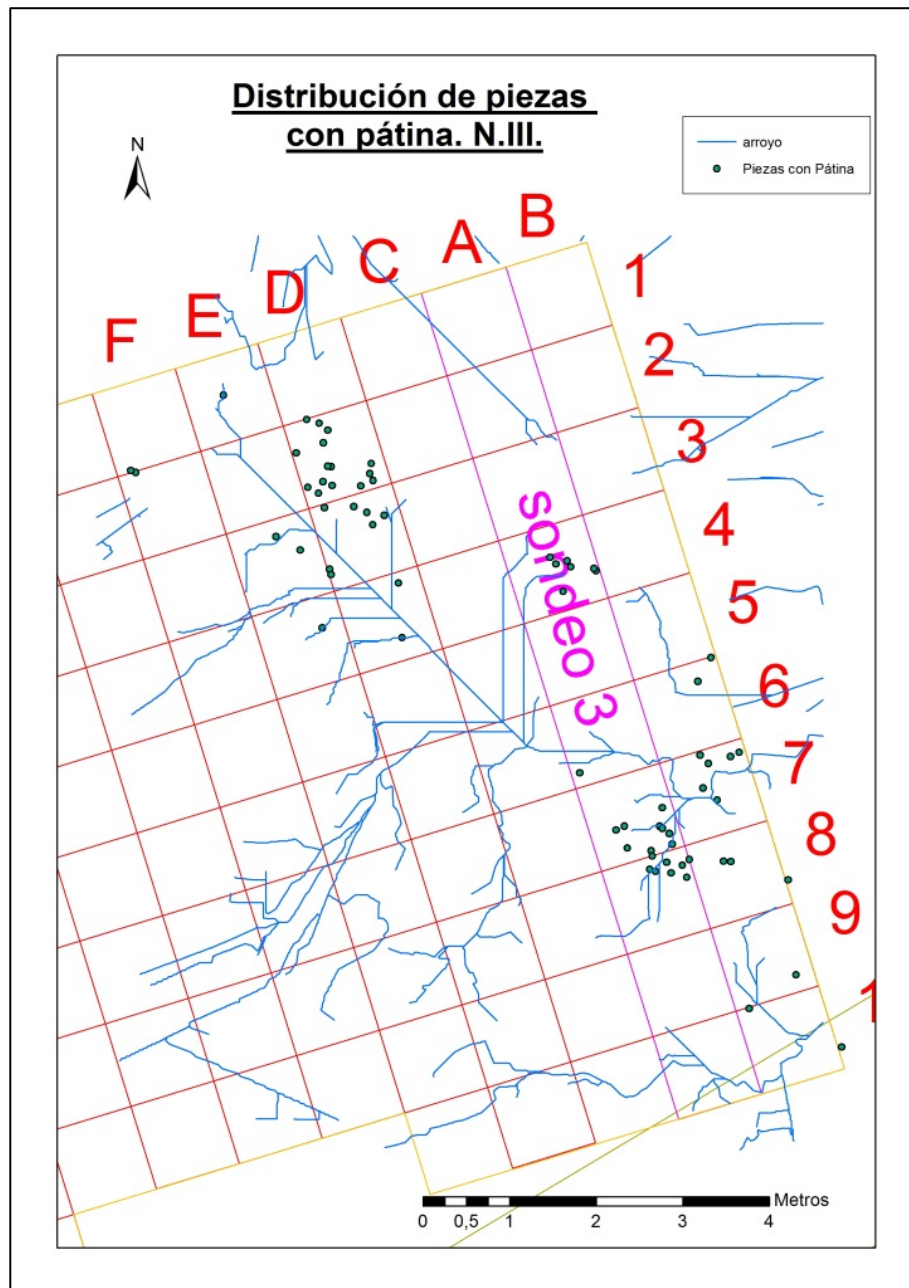 Distribución de piezas
con pátina. N.III.
N
arroyo
Piezas con Pátina
F E D C A B
1
2
3
4
5
6
7
8
9
1
sondeo 3
Metros
0 0,5 1 2 3 4